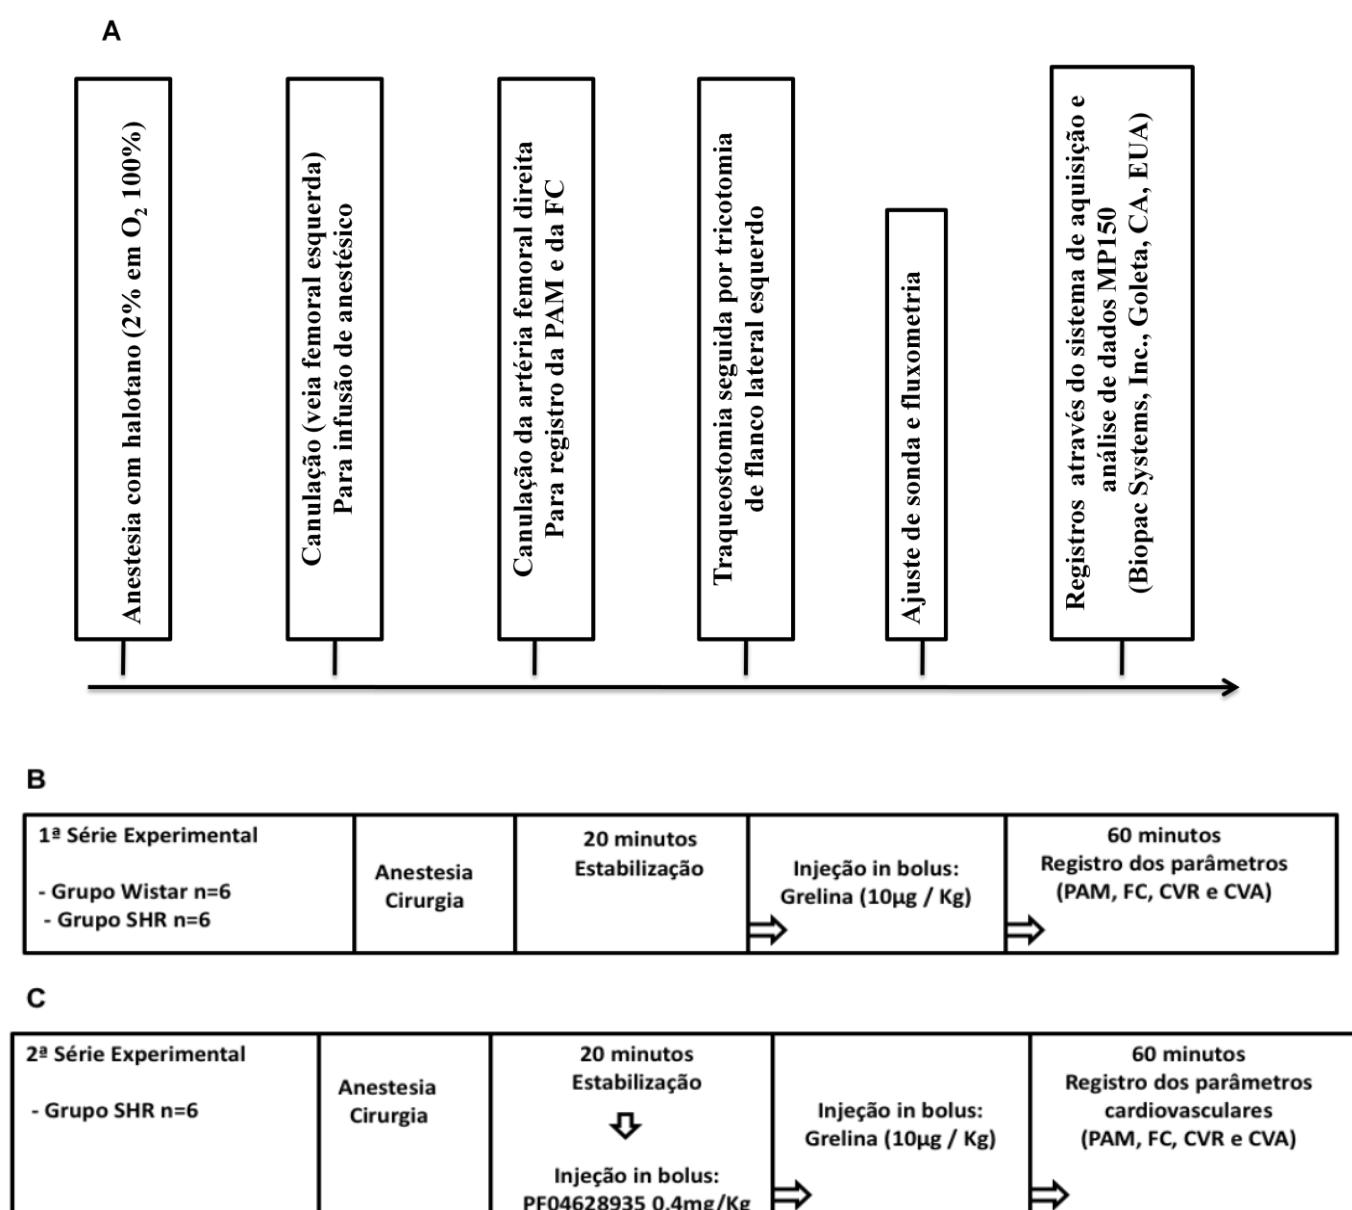 A
Anestesia com halotano (2% em O₂ 100%)
Canulação (veia femoral esquerda)
Para infusão de anestésico
Canulação da artéria femoral direita
Para registro da PAM e da FC
Traqueostomia seguida por tricotomia
de flanco lateral esquerdo
Ajuste de sonda e fluxometria
Registros através do sistema de aquisição e
análise de dados MP150
(Biopac Systems, Inc., Goleta, CA, EUA)
B
1ª Série Experimental
- Grupo Wistar n=6
- Grupo SHR n=6
Anestesia
Cirurgia
20 minutos
Estabilização
Injeção in bolus:
Grelina (10µg / Kg)
60 minutos
Registro dos parâmetros
(PAM, FC, CVR e CVA)
C
2ª Série Experimental
- Grupo SHR n=6
Anestesia
Cirurgia
20 minutos
Estabilização
Injeção in bolus:
PF04628935 0.4mg/Kg
Injeção in bolus:
Grelina (10µg / Kg)
60 minutos
Registro dos parâmetros
cardiovasculares
(PAM, FC, CVR e CVA)